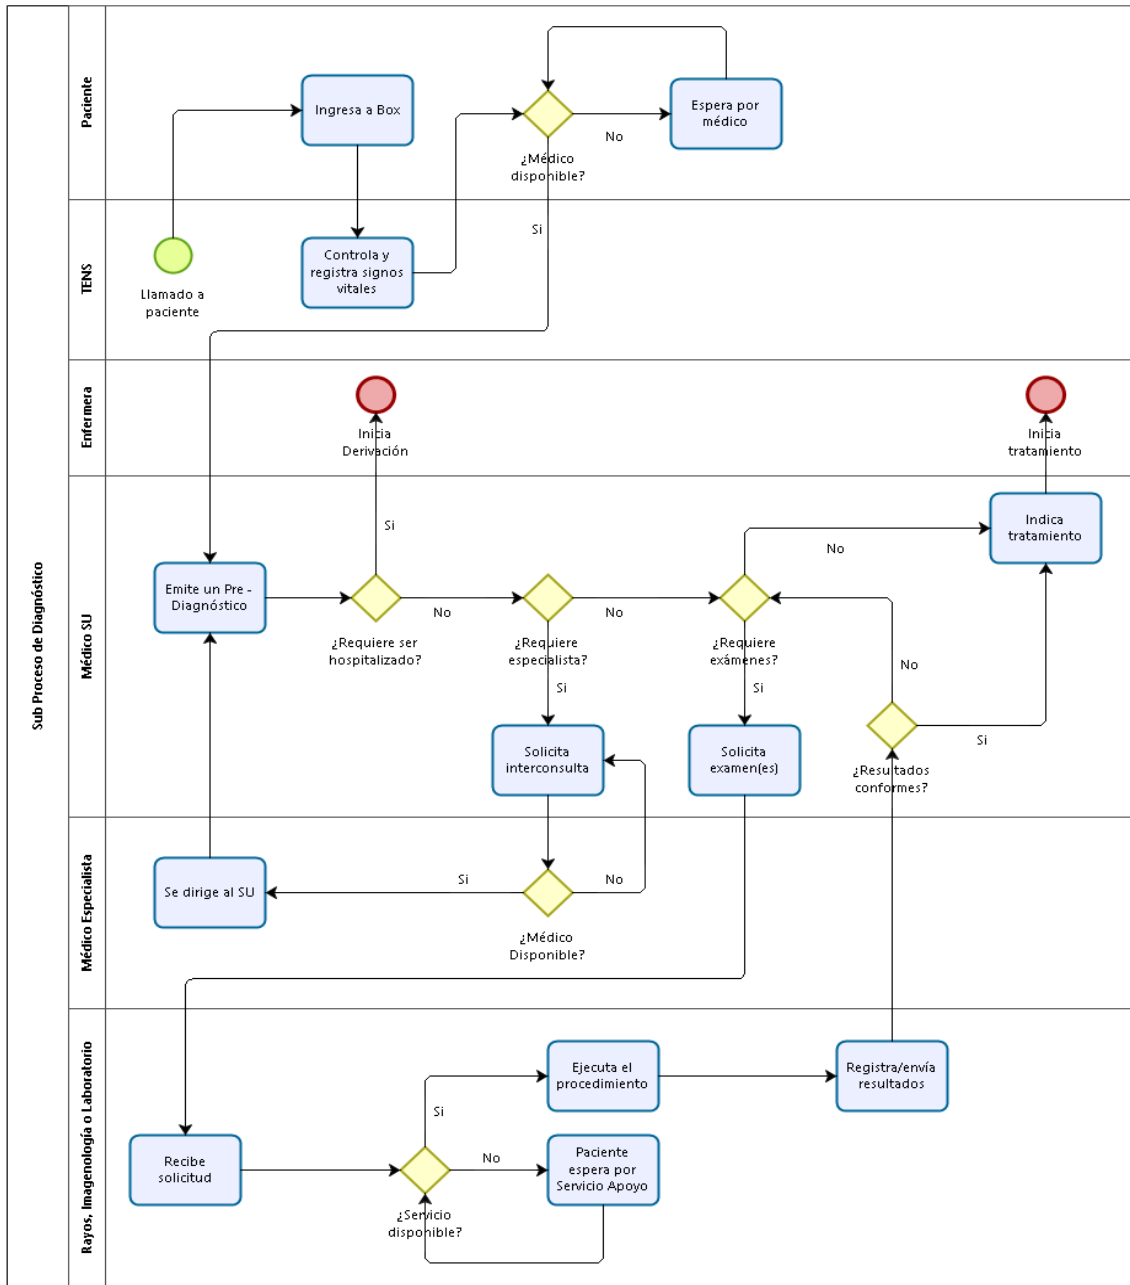 Sub Proceso de Diagnóstico
Paciente
Ingresa a Box
¿Médico
disponible?
No
Espera por
médico
Si
TENS
Llamado a
paciente
Controla y
registra signos
vitales
Enfermera
Inicia
Derivación
Inicia
tratamiento
Médico SU
Emite un Pre -
Diagnóstico
Si
¿Requiere ser
hospitalizado?
No
¿Requiere
especialista?
No
Si
¿Requiere
exámenes?
No
Si
Indica
tratamiento
Solicita
interconsulta
Solicita
examen(es)
¿Resultados
conformes?
No
Si
Médico Especialista
Se dirige al SU
Si
¿Médico
Disponible?
No
Rayos, Imagenología o Laboratorio
Recibe
solicitud
¿Servicio
disponible?
Si
No
Ejecuta el
procedimiento
Paciente
espera por
Servicio Apoyo
Registra/envía
resultados